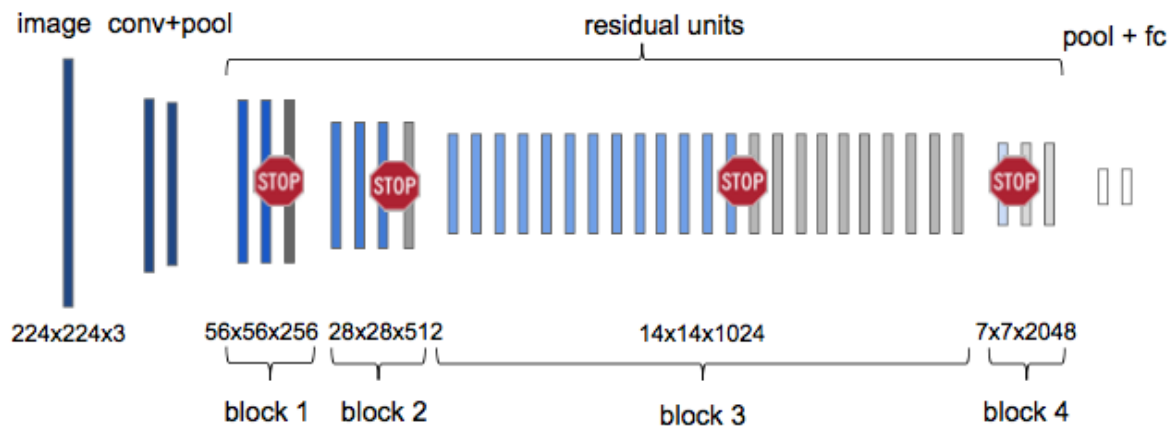 image conv+pool residual units pool + fc
STOP STOP STOP STOP
224x224x3 56x56x256 28x28x512 14x14x1024 7x7x2048
block 1 block 2 block 3 block 4